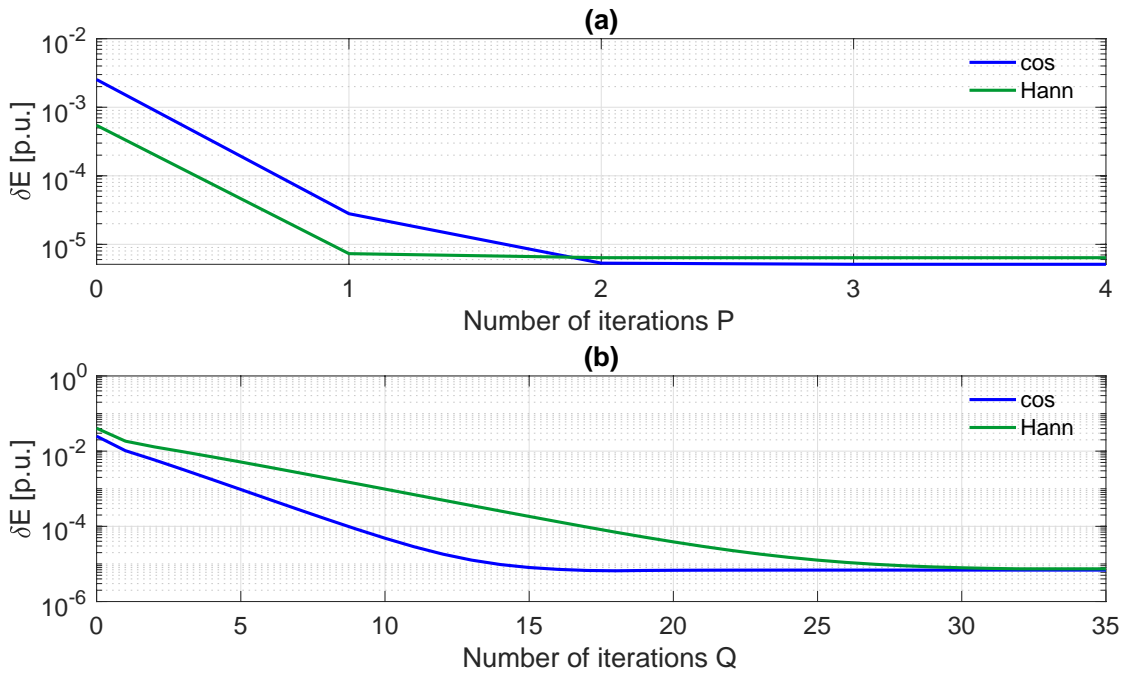 (a)
10^-2
10^-3
10^-4
10^-5
δE [p.u.]
cos
Hann
0 1 2 3 4
Number of iterations P
(b)
10^0
10^-2
10^-4
10^-6
δE [p.u.]
cos
Hann
0 5 10 15 20 25 30 35
Number of iterations Q